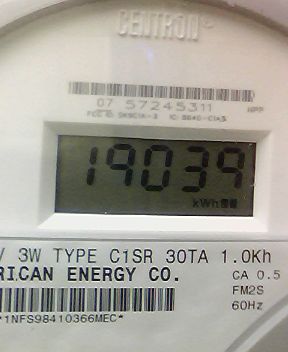 CENTRON
07 57245311
19039
kWh
V 3W TYPE C1SR 30TA 1.0Kh
RICAN ENERGY CO.
CA 0.5
FM2S
60Hz
*1NFS98410366MEC*